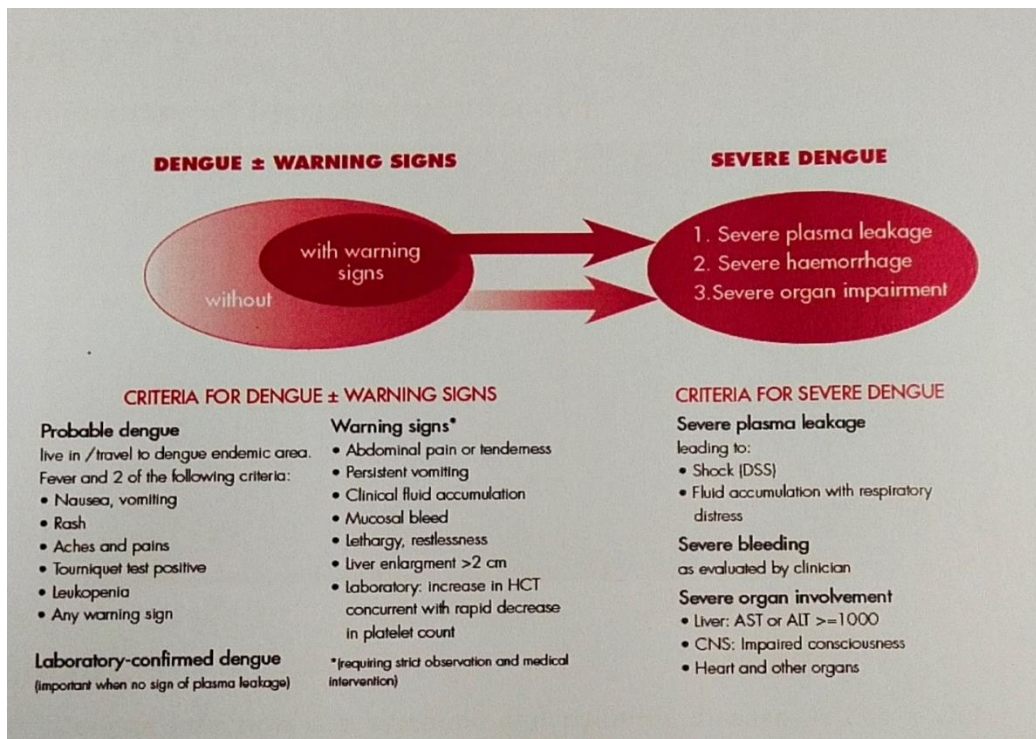 DENGUE ± WARNING SIGNS
SEVERE DENGUE
with warning
signs
without
1. Severe plasma leakage
2. Severe haemorrhage
3.Severe organ impairment
CRITERIA FOR DENGUE ± WARNING SIGNS
Probable dengue
live in /travel to dengue endemic area.
Fever and 2 of the following criteria:
• Nausea, vomiting
• Rash
• Aches and pains
• Tourniquet test positive
• Leukopenia
• Any warning sign
Laboratory-confirmed dengue
(important when no sign of plasma leakage)
Warning signs*
• Abdominal pain or tenderness
• Persistent vomiting
• Clinical fluid accumulation
• Mucosal bleed
• Lethargy, restlessness
• Liver enlargment >2 cm
• Laboratory: increase in HCT
concurrent with rapid decrease
in platelet count
*(requiring strict observation and medical
intervention)
CRITERIA FOR SEVERE DENGUE
Severe plasma leakage
leading to:
• Shock (DSS)
• Fluid accumulation with respiratory
distress
Severe bleeding
as evaluated by clinician
Severe organ involvement
• Liver: AST or ALT >=1000
• CNS: Impaired consciousness
• Heart and other organs